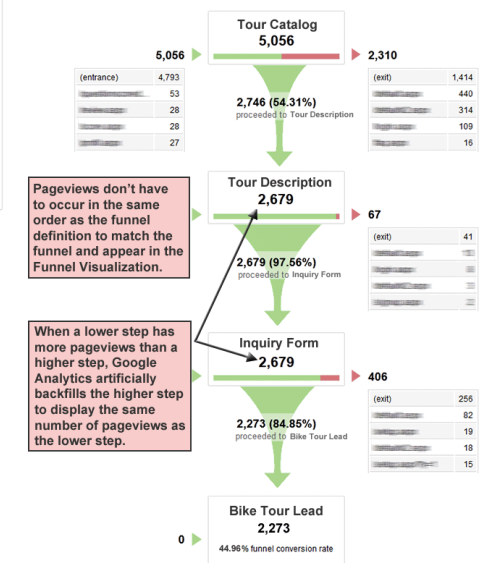 Tour Catalog
5,056
5,056
2,310
(entrance) 4,793
53
28
28
27
(exit) 1,414
440
314
109
16
2,746 (54.31%)
proceeded to Tour Description
Pageviews don't have
to occur in the same
order as the funnel
definition to match the
funnel and appear in the
Funnel Visualization.
Tour Description
2,679
67
(exit) 41
2,679 (97.56%)
proceeded to Inquiry Form
When a lower step has
more pageviews than a
higher step, Google
Analytics artificially
backfills the higher step
to display the same
number of pageviews as
the lower step.
Inquiry Form
2,679
406
(exit) 256
82
19
18
15
2,273 (84.85%)
proceeded to Bike Tour Lead
Bike Tour Lead
2,273
0
44.96% funnel conversion rate